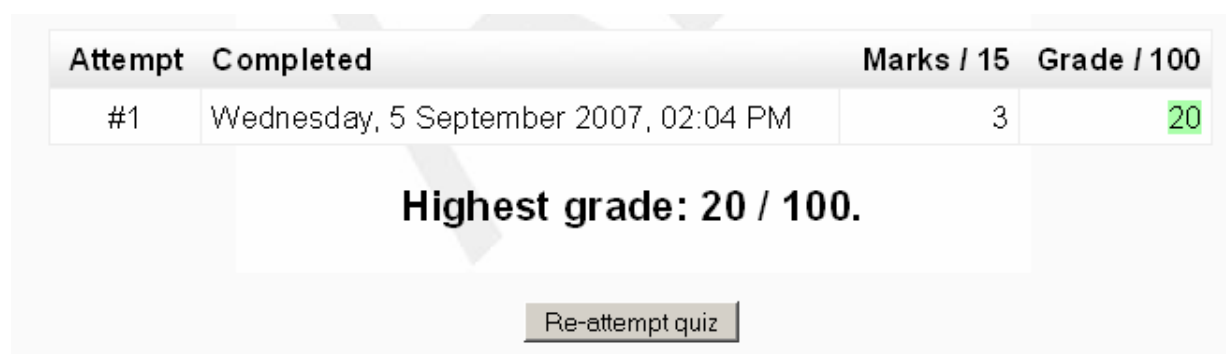 Attempt Completed Marks / 15 Grade / 100
#1 Wednesday, 5 September 2007, 02:04 PM 3 20
Highest grade: 20 / 100.
Re-attempt quiz